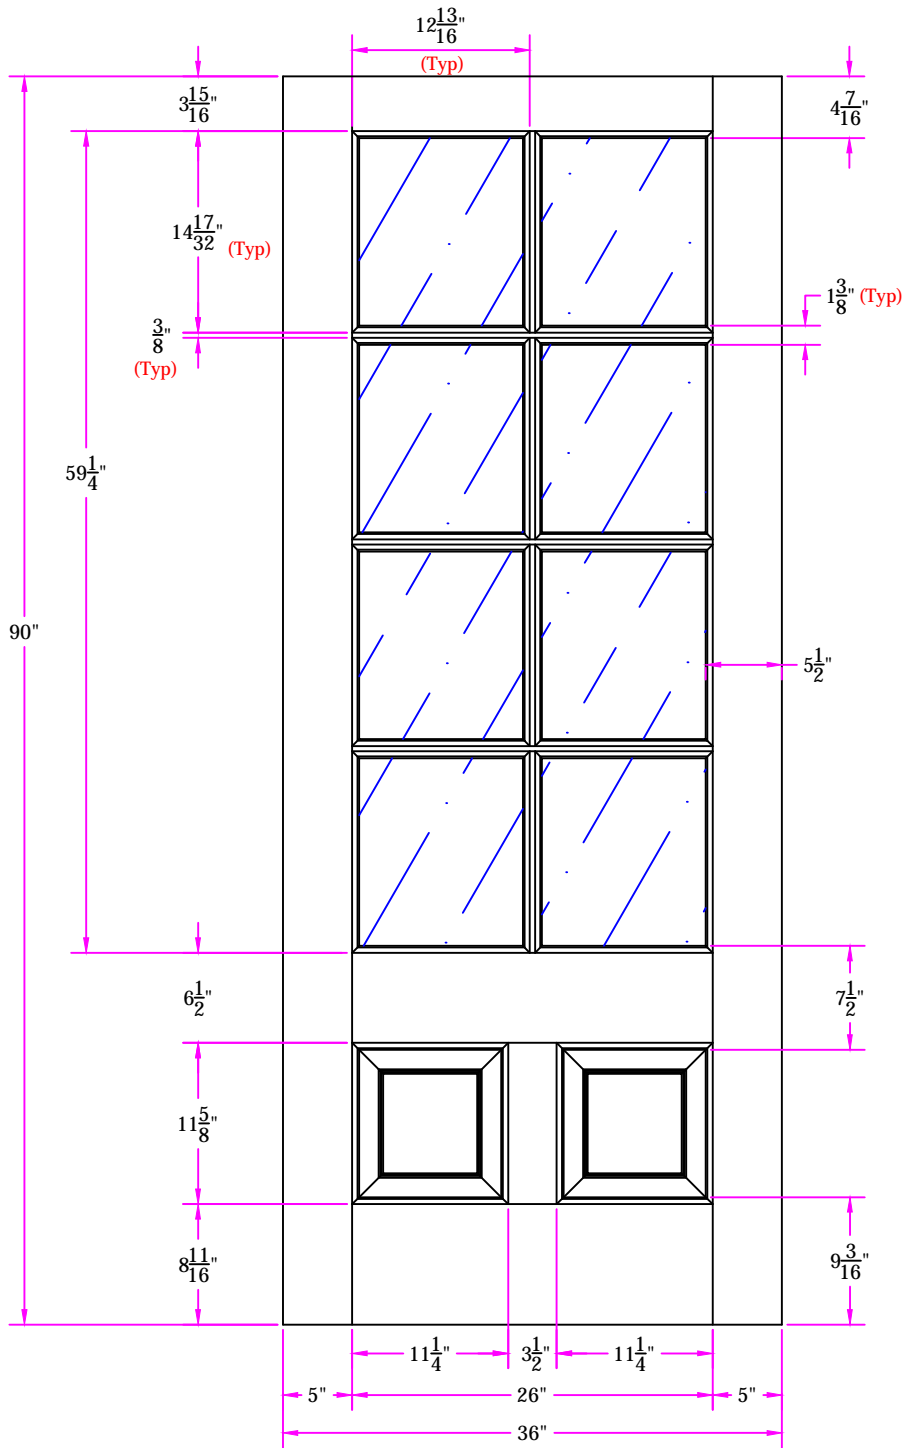 12 13/16"
(Typ)
3 15/16"
4 7/16"
14 17/32" (Typ)
1 3/8" (Typ)
3/8"
(Typ)
59 1/4"
90"
5 1/2"
6 1/2"
7 1/2"
11 5/8"
8 11/16"
9 3/16"
11 1/4" 3 1/2" 11 1/4"
5" 26" 5"
36"